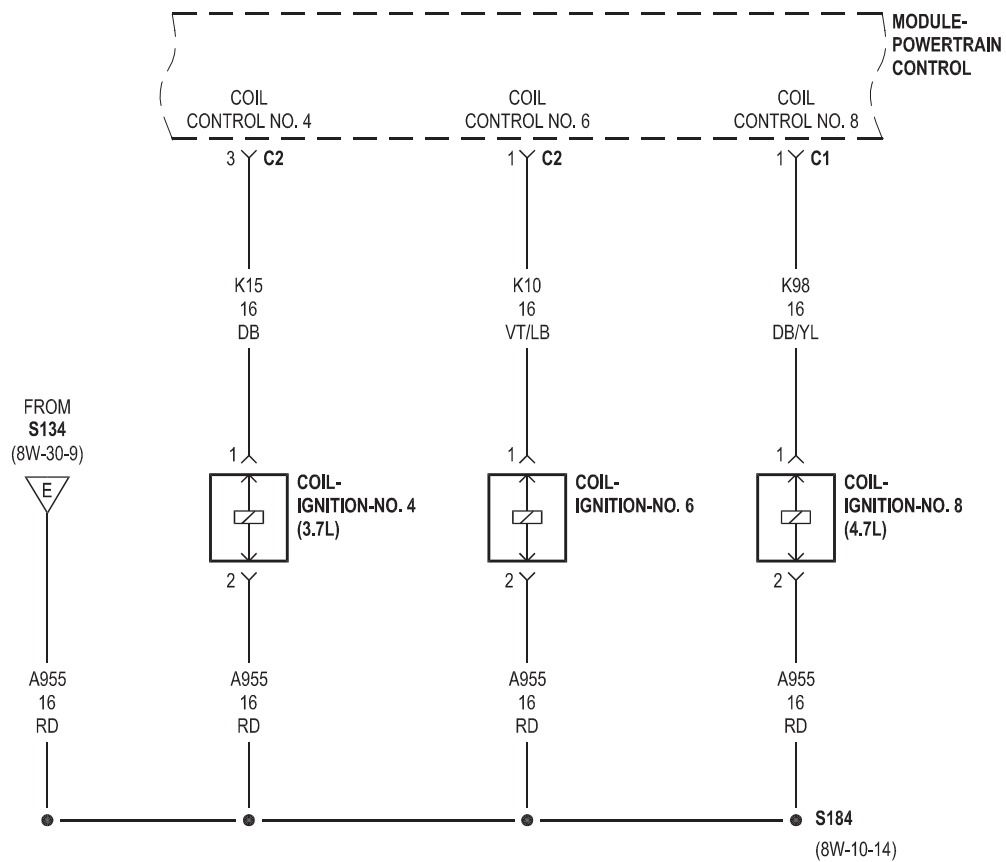 MODULE-
POWERTRAIN
CONTROL
COIL
CONTROL NO. 4
COIL
CONTROL NO. 6
COIL
CONTROL NO. 8
3 C2
1 C2
1 C1
K15
16
DB
K10
16
VT/LB
K98
16
DB/YL
FROM
S134
(8W-30-9)
E
1
COIL-
IGNITION-NO. 4
(3.7L)
2
1
COIL-
IGNITION-NO. 6
2
1
COIL-
IGNITION-NO. 8
(4.7L)
2
A955
16
RD
A955
16
RD
A955
16
RD
A955
16
RD
S184
(8W-10-14)